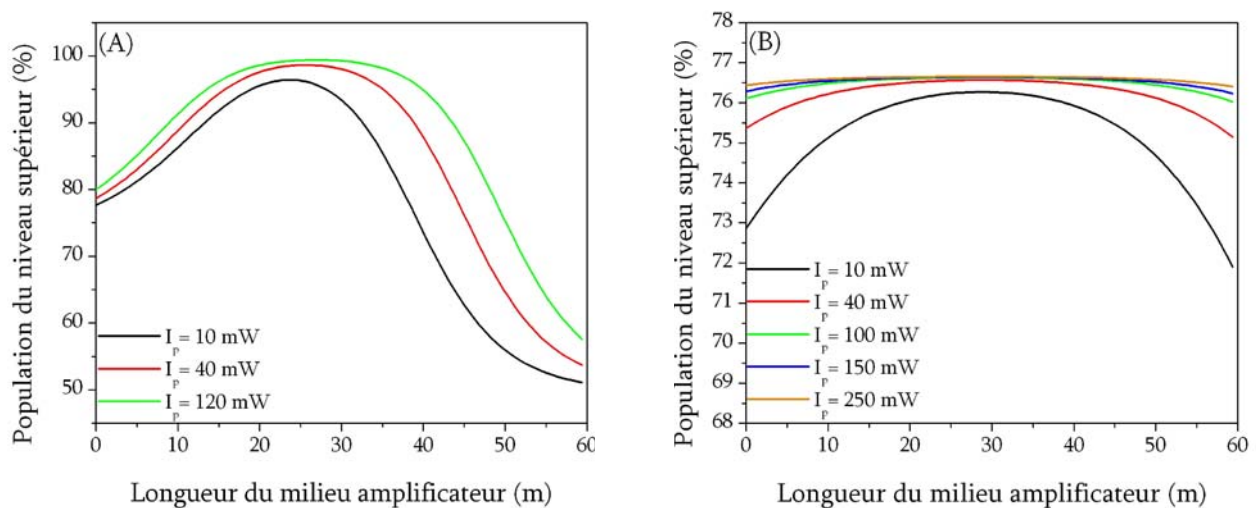 (A)
Population du niveau supérieur (%)
100
90
80
70
60
50
I_p = 10 mW
I_p = 40 mW
I_p = 120 mW
0 10 20 30 40 50 60
Longueur du milieu amplificateur (m)
(B)
Population du niveau supérieur (%)
78
77
76
75
74
73
72
71
70
69
68
I_p = 10 mW
I_p = 40 mW
I_p = 100 mW
I_p = 150 mW
I_p = 250 mW
0 10 20 30 40 50 60
Longueur du milieu amplificateur (m)